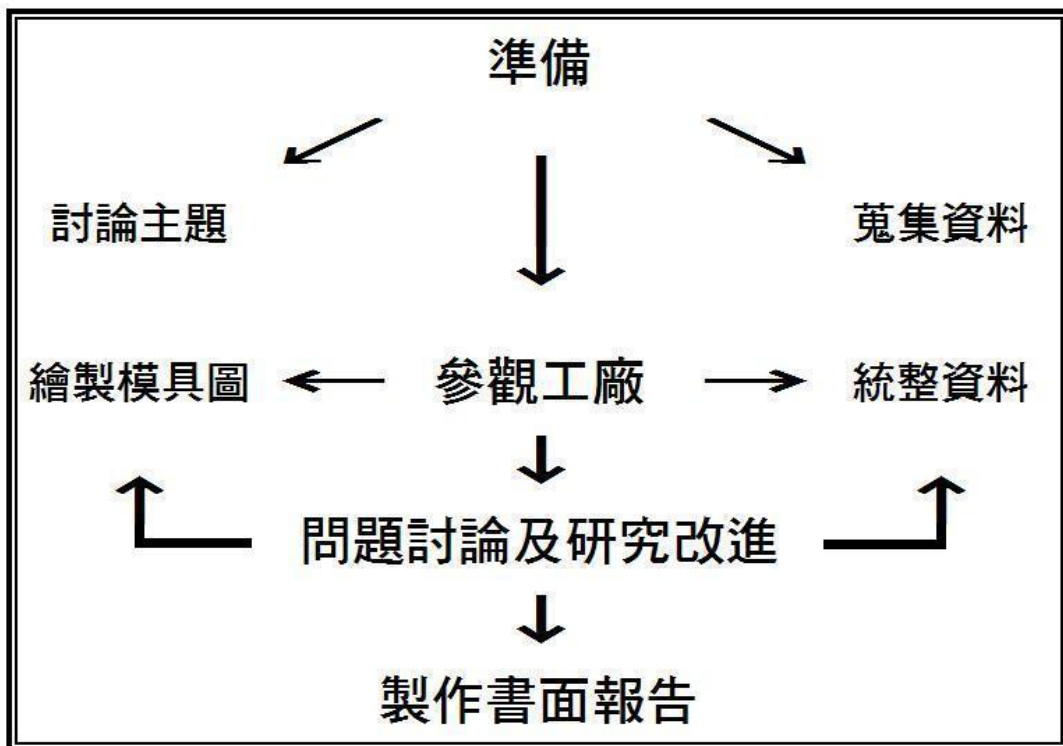 準備
討論主題
蒐集資料
繪製模具圖
參觀工廠
統整資料
問題討論及研究改進
製作書面報告